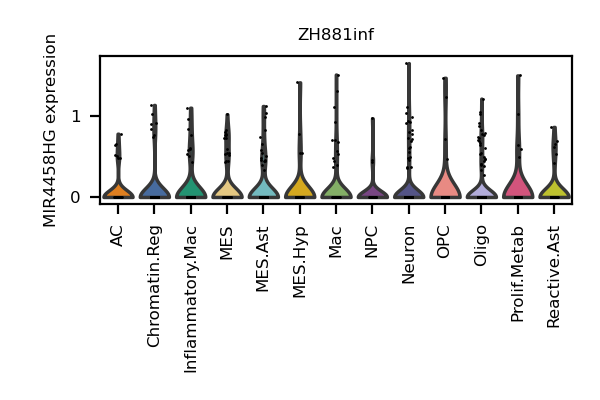 ZH881inf
MIR4458HG expression
1
0
AC
Chromatin.Reg
Inflammatory.Mac
MES
MES.Ast
MES.Hyp
Mac
NPC
Neuron
OPC
Oligo
Prolif.Metab
Reactive.Ast